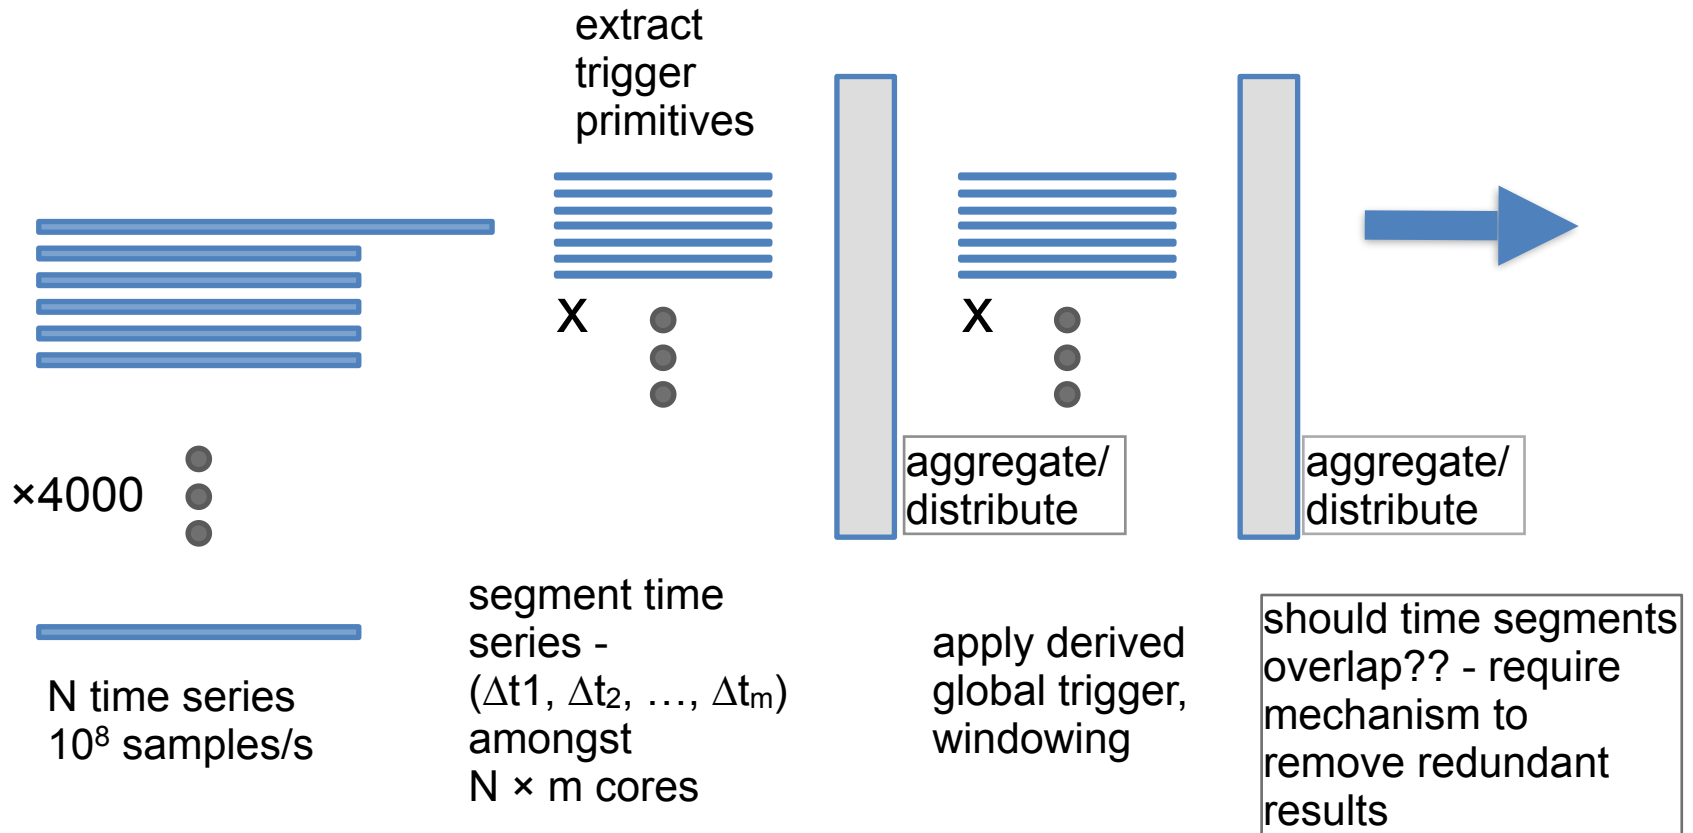 extract
trigger
primitives
x
x
×4000
aggregate/
distribute
aggregate/
distribute
N time series
10⁸ samples/s
segment time
series -
(Δt1, Δt₂, …, Δtₘ)
amongst
N × m cores
apply derived
global trigger,
windowing
should time segments
overlap?? - require
mechanism to
remove redundant
results